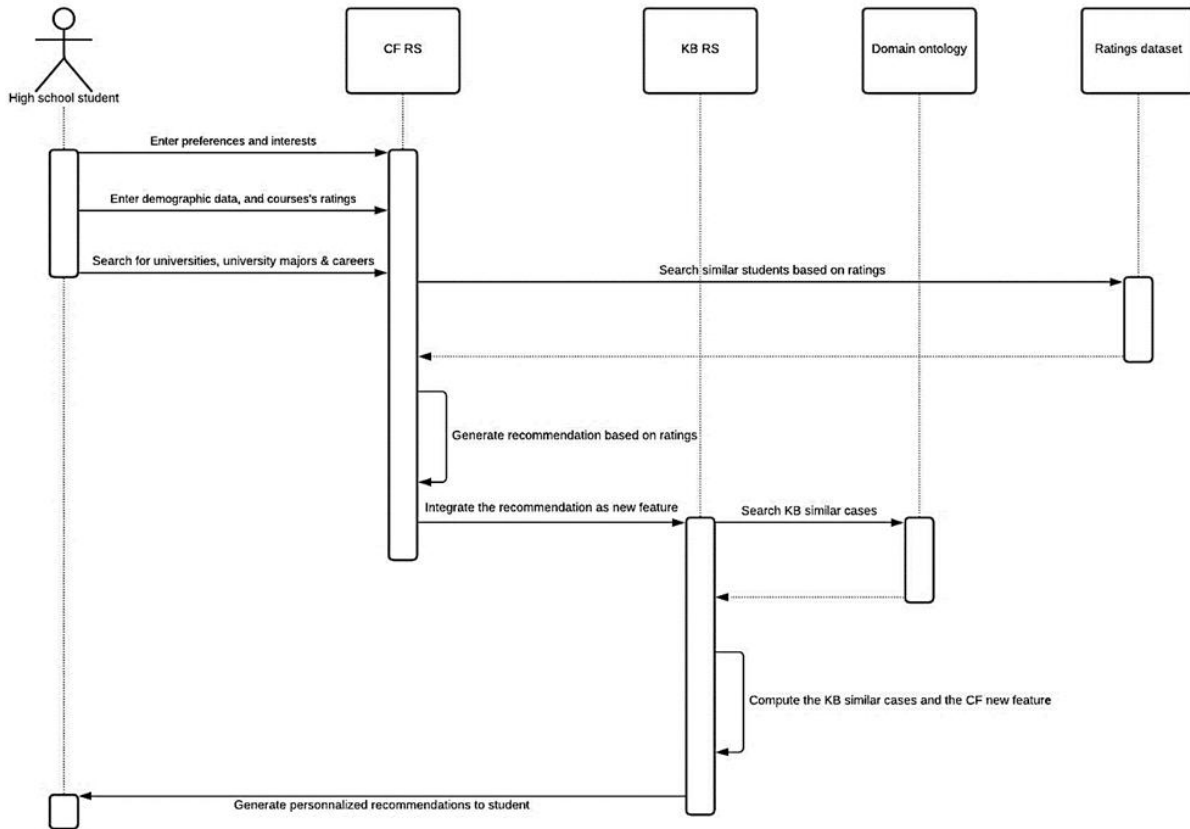 CF RS
KB RS
Domain ontology
Ratings dataset
High school student
Enter preferences and interests
Enter demographic data, and courses's ratings
Search for universities, university majors & careers
Search similar students based on ratings
Generate recommendation based on ratings
Integrate the recommendation as new feature
Search KB similar cases
Compute the KB similar cases and the CF new feature
Generate personnalized recommendations to student